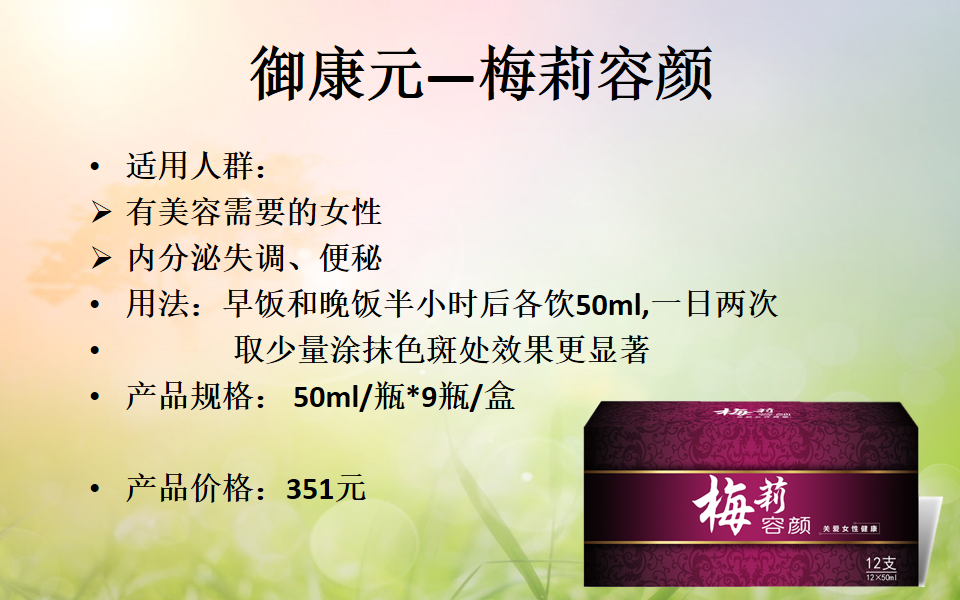 御康元—梅莉容颜
• 适用人群：
➢ 有美容需要的女性
➢ 内分泌失调、便秘
• 用法：早饭和晚饭半小时后各饮50ml,一日两次
• 取少量涂抹色斑处效果更显著
• 产品规格： 50ml/瓶*9瓶/盒
• 产品价格：351元
梅莉
梅莉
容颜
关爱女性健康
12支
12×50ml